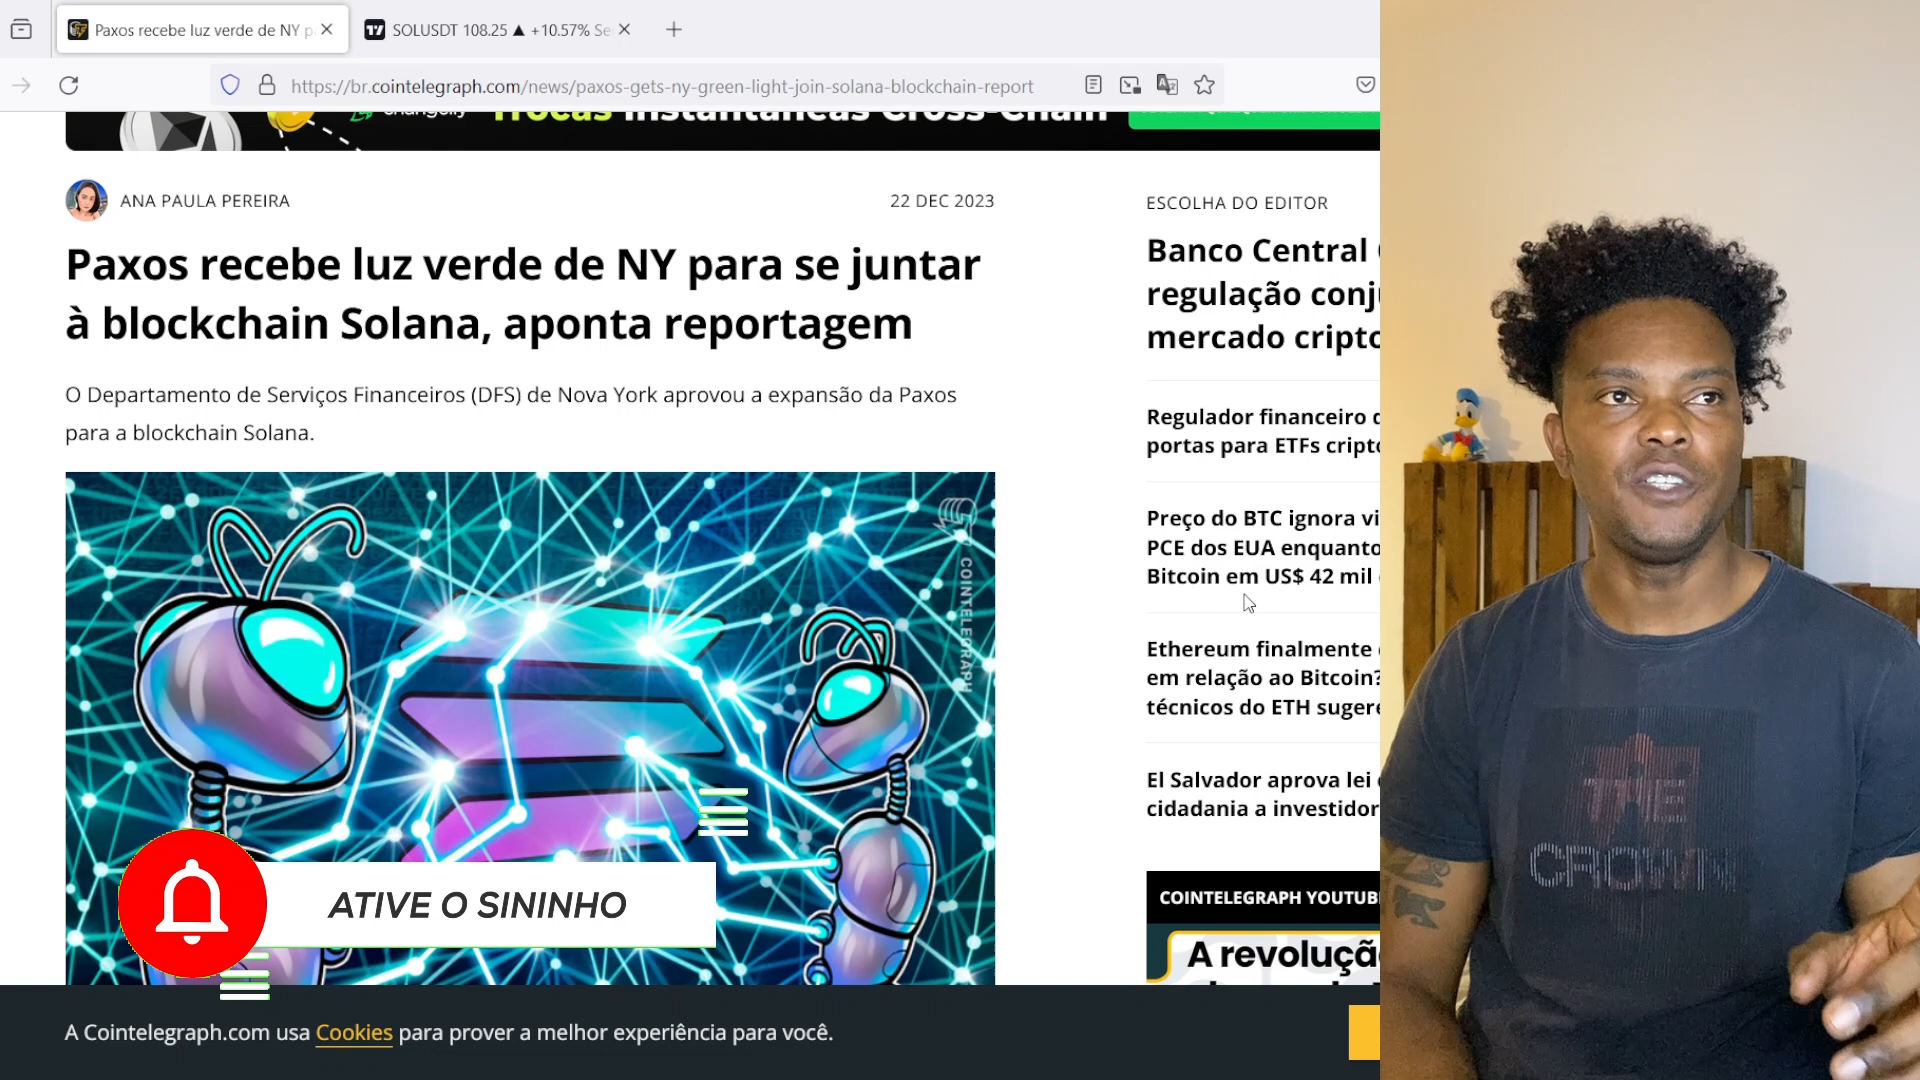 Paxos recebe luz verde de NY p
SOLUSDT 108.25 ▲ +10.57% Se
https://br.cointelegraph.com/news/paxos-gets-ny-green-light-join-solana-blockchain-report
changelly Trocas Instantâneas Cross-Chain
ANA PAULA PEREIRA
22 DEC 2023
Paxos recebe luz verde de NY para se juntar
à blockchain Solana, aponta reportagem
O Departamento de Serviços Financeiros (DFS) de Nova York aprovou a expansão da Paxos
para a blockchain Solana.
COINTELEGRAPH
ATIVE O SININHO
ESCOLHA DO EDITOR
Banco Central
regulação conj
mercado cripto
Regulador financeiro
portas para ETFs cripto
Preço do BTC ignora vi
PCE dos EUA enquanto
Bitcoin em US$ 42 mil
Ethereum finalmente
em relação ao Bitcoin?
técnicos do ETH sugere
El Salvador aprova lei
cidadania a investidor
COINTELEGRAPH YOUTUB
A revoluçã
A Cointelegraph.com usa Cookies para prover a melhor experiência para você.
THE
CROWN